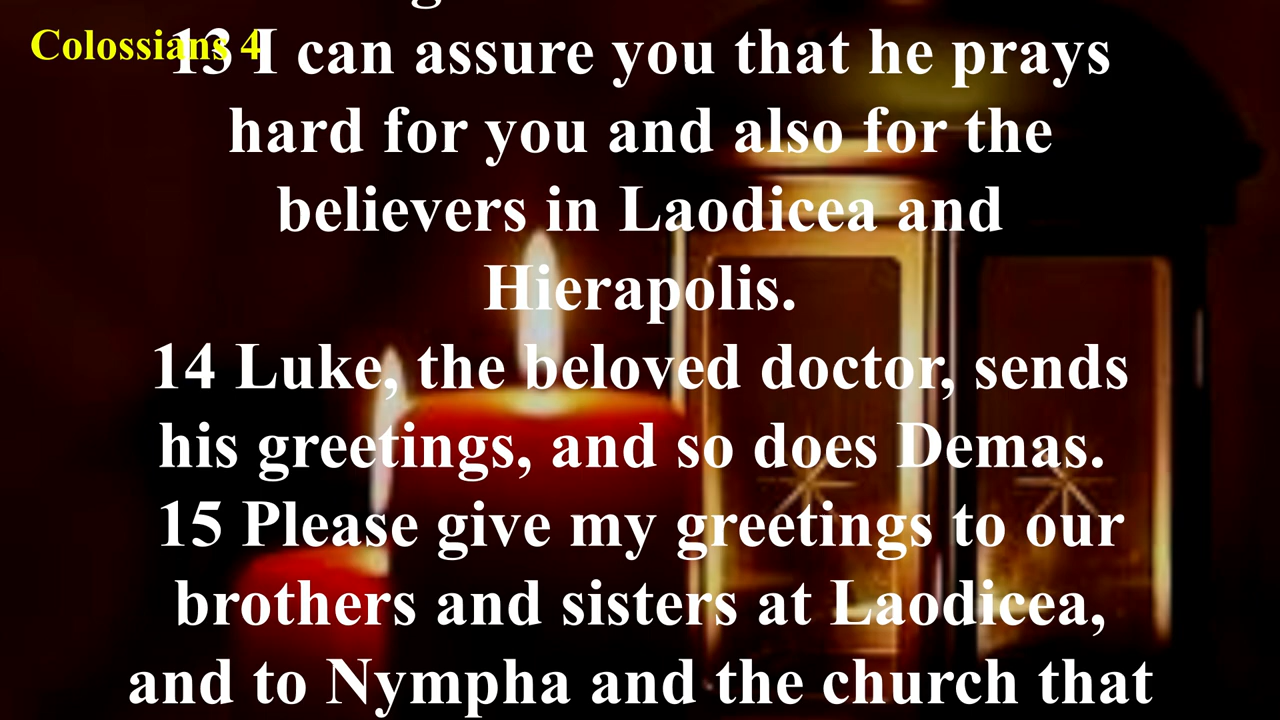 Colossians 4
13 I can assure you that he prays
hard for you and also for the
believers in Laodicea and
Hierapolis.
14 Luke, the beloved doctor, sends
his greetings, and so does Demas.
15 Please give my greetings to our
brothers and sisters at Laodicea,
and to Nympha and the church that